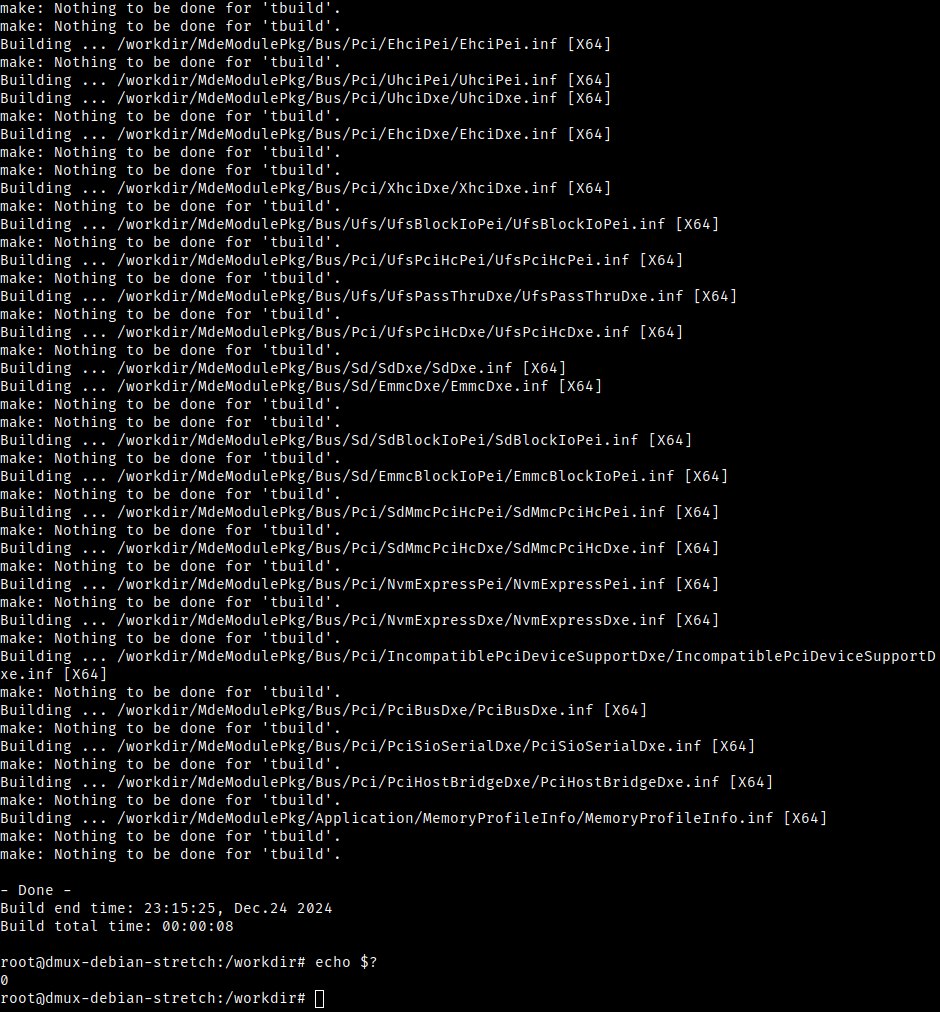 make: Nothing to be done for 'tbuild'.
make: Nothing to be done for 'tbuild'.
Building ... /workdir/MdeModulePkg/Bus/Pci/EhciPei/EhciPei.inf [X64]
make: Nothing to be done for 'tbuild'.
Building ... /workdir/MdeModulePkg/Bus/Pci/UhciPei/UhciPei.inf [X64]
Building ... /workdir/MdeModulePkg/Bus/Pci/UhciDxe/UhciDxe.inf [X64]
make: Nothing to be done for 'tbuild'.
Building ... /workdir/MdeModulePkg/Bus/Pci/EhciDxe/EhciDxe.inf [X64]
make: Nothing to be done for 'tbuild'.
make: Nothing to be done for 'tbuild'.
Building ... /workdir/MdeModulePkg/Bus/Pci/XhciDxe/XhciDxe.inf [X64]
make: Nothing to be done for 'tbuild'.
Building ... /workdir/MdeModulePkg/Bus/Ufs/UfsBlockIoPei/UfsBlockIoPei.inf [X64]
make: Nothing to be done for 'tbuild'.
Building ... /workdir/MdeModulePkg/Bus/Pci/UfsPciHcPei/UfsPciHcPei.inf [X64]
make: Nothing to be done for 'tbuild'.
Building ... /workdir/MdeModulePkg/Bus/Ufs/UfsPassThruDxe/UfsPassThruDxe.inf [X64]
make: Nothing to be done for 'tbuild'.
Building ... /workdir/MdeModulePkg/Bus/Pci/UfsPciHcDxe/UfsPciHcDxe.inf [X64]
make: Nothing to be done for 'tbuild'.
Building ... /workdir/MdeModulePkg/Bus/Sd/SdDxe/SdDxe.inf [X64]
Building ... /workdir/MdeModulePkg/Bus/Sd/EmmcDxe/EmmcDxe.inf [X64]
make: Nothing to be done for 'tbuild'.
make: Nothing to be done for 'tbuild'.
Building ... /workdir/MdeModulePkg/Bus/Sd/SdBlockIoPei/SdBlockIoPei.inf [X64]
make: Nothing to be done for 'tbuild'.
Building ... /workdir/MdeModulePkg/Bus/Sd/EmmcBlockIoPei/EmmcBlockIoPei.inf [X64]
make: Nothing to be done for 'tbuild'.
Building ... /workdir/MdeModulePkg/Bus/Pci/SdMmcPciHcPei/SdMmcPciHcPei.inf [X64]
make: Nothing to be done for 'tbuild'.
Building ... /workdir/MdeModulePkg/Bus/Pci/SdMmcPciHcDxe/SdMmcPciHcDxe.inf [X64]
make: Nothing to be done for 'tbuild'.
Building ... /workdir/MdeModulePkg/Bus/Pci/NvmExpressPei/NvmExpressPei.inf [X64]
make: Nothing to be done for 'tbuild'.
Building ... /workdir/MdeModulePkg/Bus/Pci/NvmExpressDxe/NvmExpressDxe.inf [X64]
make: Nothing to be done for 'tbuild'.
Building ... /workdir/MdeModulePkg/Bus/Pci/IncompatiblePciDeviceSupportDxe/IncompatiblePciDeviceSupportD
xe.inf [X64]
make: Nothing to be done for 'tbuild'.
Building ... /workdir/MdeModulePkg/Bus/Pci/PciBusDxe/PciBusDxe.inf [X64]
make: Nothing to be done for 'tbuild'.
Building ... /workdir/MdeModulePkg/Bus/Pci/PciSioSerialDxe/PciSioSerialDxe.inf [X64]
make: Nothing to be done for 'tbuild'.
Building ... /workdir/MdeModulePkg/Bus/Pci/PciHostBridgeDxe/PciHostBridgeDxe.inf [X64]
make: Nothing to be done for 'tbuild'.
Building ... /workdir/MdeModulePkg/Application/MemoryProfileInfo/MemoryProfileInfo.inf [X64]
make: Nothing to be done for 'tbuild'.
make: Nothing to be done for 'tbuild'.
- Done -
Build end time: 23:15:25, Dec.24 2024
Build total time: 00:00:08
root@dmux-debian-stretch:/workdir# echo $?
0
root@dmux-debian-stretch:/workdir#